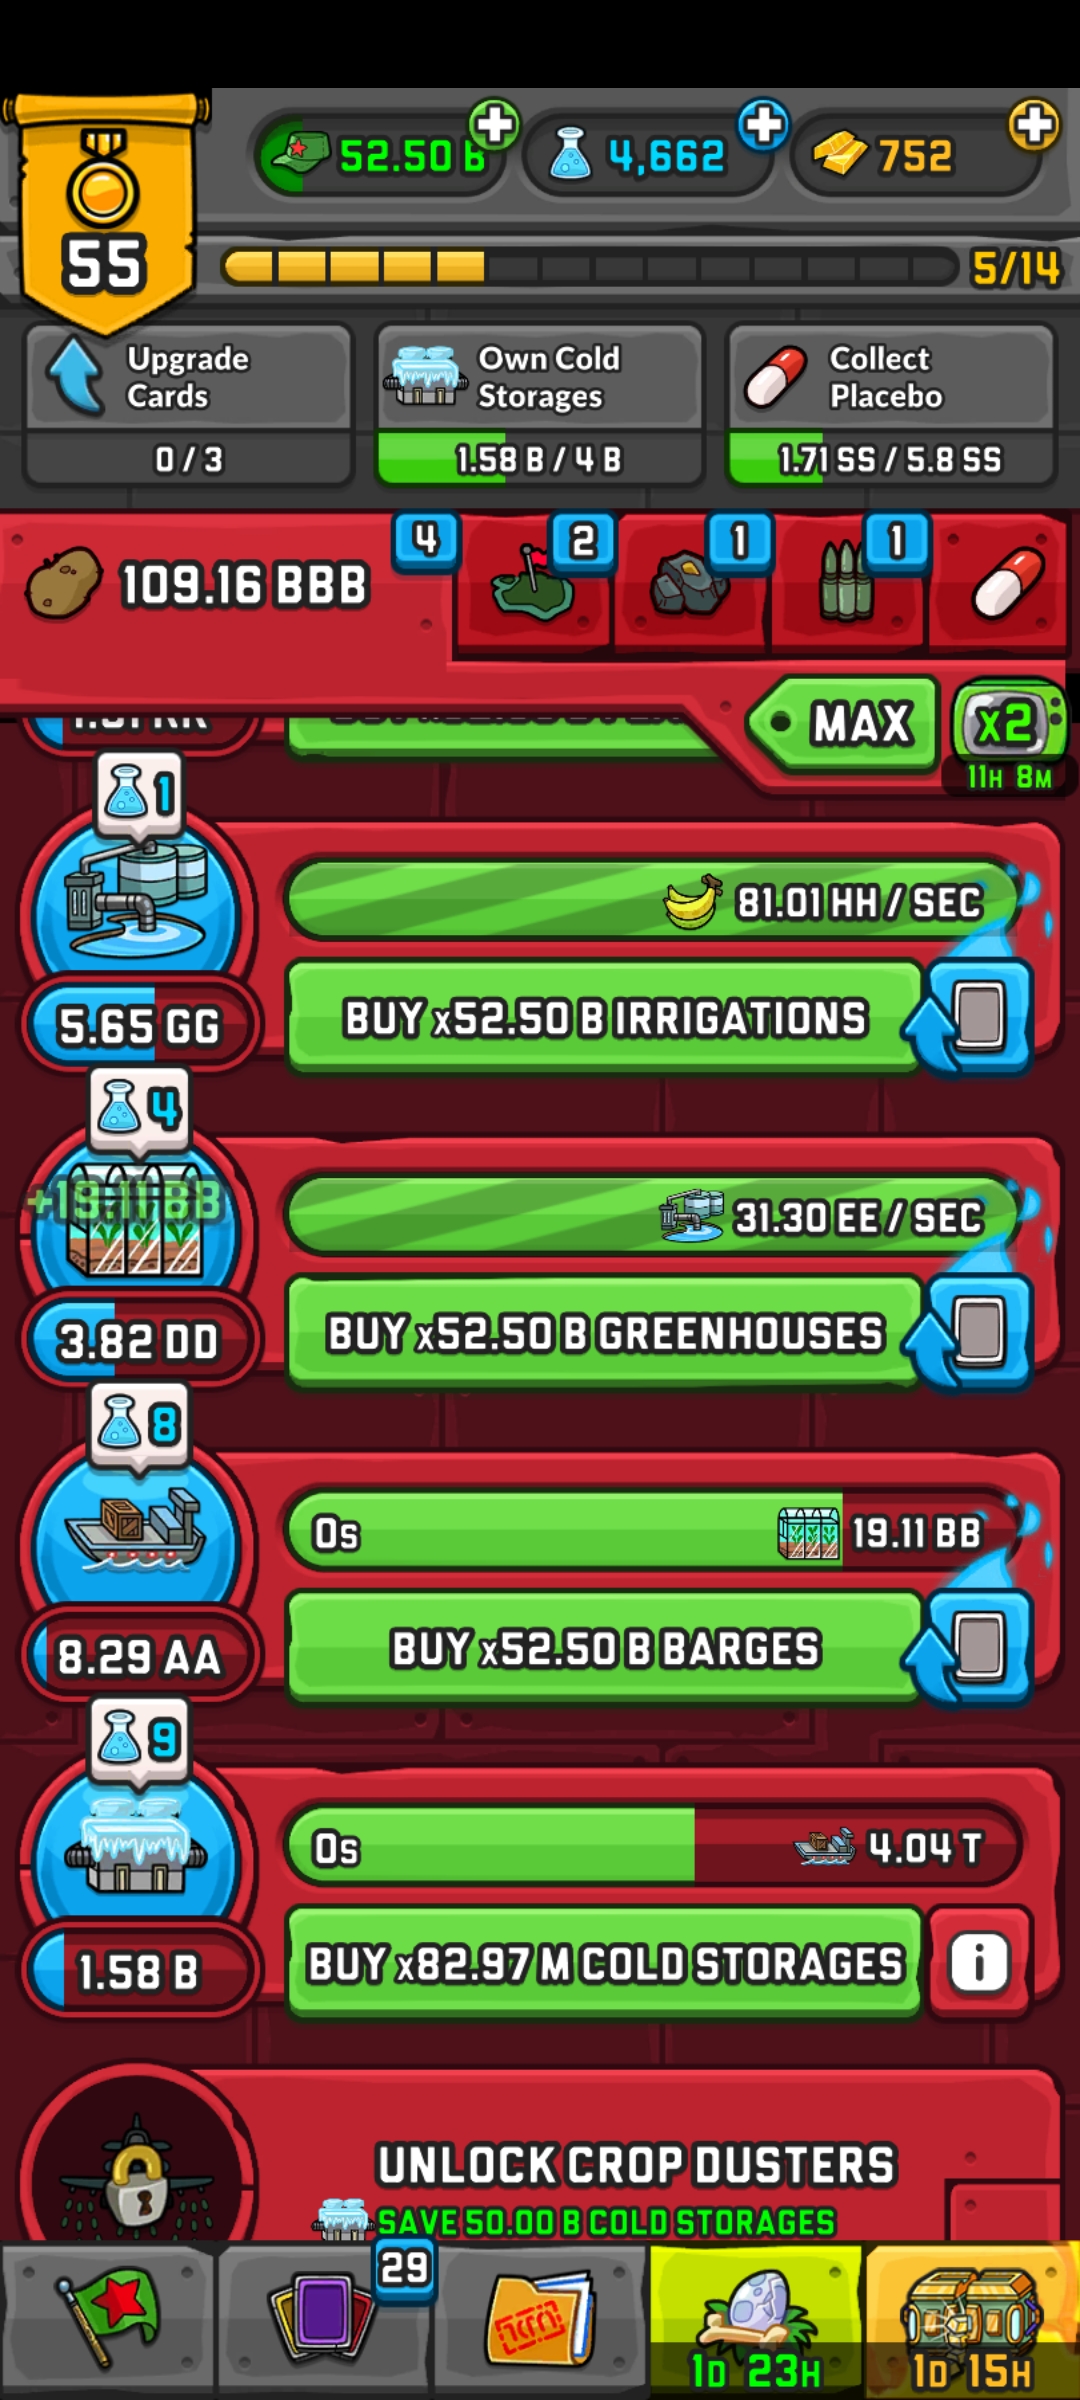 52.50 B
4,662
752
55
5/14
Upgrade
Cards
0 / 3
Own Cold
Storages
1.58 B / 4 B
Collect
Placebo
1.71 SS / 5.8 SS
109.16 BBB
4
2
1
1
MAX
x2
11H 8M
1
81.01 HH / SEC
5.65 GG
BUY x52.50 B IRRIGATIONS
4
+19.11 BB
31.30 EE / SEC
3.82 DD
BUY x52.50 B GREENHOUSES
8
0s
19.11 BB
8.29 AA
BUY x52.50 B BARGES
9
0s
4.04 T
1.58 B
BUY x82.97 M COLD STORAGES
i
UNLOCK CROP DUSTERS
SAVE 50.00 B COLD STORAGES
29
1D 23H
1D 15H